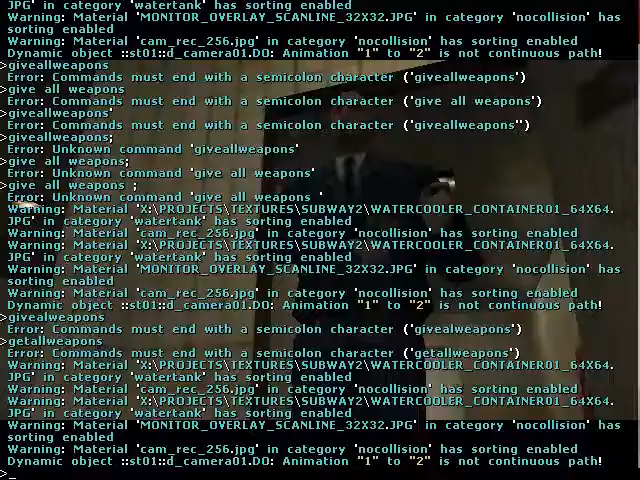 JPG' in category 'watertank' has sorting enabled
Warning: Material 'MONITOR_OVERLAY_SCANLINE_32X32.JPG' in category 'nocollision' has
sorting enabled
Warning: Material 'cam_rec_256.jpg' in category 'nocollision' has sorting enabled
Dynamic object ::st01::d_camera01.DO: Animation "1" to "2" is not continuous path!
>giveallweapons
Error: Commands must end with a semicolon character ('giveallweapons')
>give all weapons
Error: Commands must end with a semicolon character ('give all weapons')
>giveallweapons'
Error: Commands must end with a semicolon character ('giveallweapons'')
>giveallweapons;
Error: Unknown command 'giveallweapons'
>give all weapons;
Error: Unknown command 'give all weapons'
>give all weapons ;
Error: Unknown command 'give all weapons '
Warning: Material 'X:\PROJECTS\TEXTURES\SUBWAY2\WATERCOOLER_CONTAINER01_64X64.
JPG' in category 'watertank' has sorting enabled
Warning: Material 'cam_rec_256.jpg' in category 'nocollision' has sorting enabled
Warning: Material 'X:\PROJECTS\TEXTURES\SUBWAY2\WATERCOOLER_CONTAINER01_64X64.
JPG' in category 'watertank' has sorting enabled
Warning: Material 'MONITOR_OVERLAY_SCANLINE_32X32.JPG' in category 'nocollision' has
sorting enabled
Warning: Material 'cam_rec_256.jpg' in category 'nocollision' has sorting enabled
Dynamic object ::st01::d_camera01.DO: Animation "1" to "2" is not continuous path!
>givealweapons
Error: Commands must end with a semicolon character ('givealweapons')
>getallweapons
Error: Commands must end with a semicolon character ('getallweapons')
Warning: Material 'X:\PROJECTS\TEXTURES\SUBWAY2\WATERCOOLER_CONTAINER01_64X64.
JPG' in category 'watertank' has sorting enabled
Warning: Material 'cam_rec_256.jpg' in category 'nocollision' has sorting enabled
Warning: Material 'X:\PROJECTS\TEXTURES\SUBWAY2\WATERCOOLER_CONTAINER01_64X64.
JPG' in category 'watertank' has sorting enabled
Warning: Material 'MONITOR_OVERLAY_SCANLINE_32X32.JPG' in category 'nocollision' has
sorting enabled
Warning: Material 'cam_rec_256.jpg' in category 'nocollision' has sorting enabled
Dynamic object ::st01::d_camera01.DO: Animation "1" to "2" is not continuous path!
>_